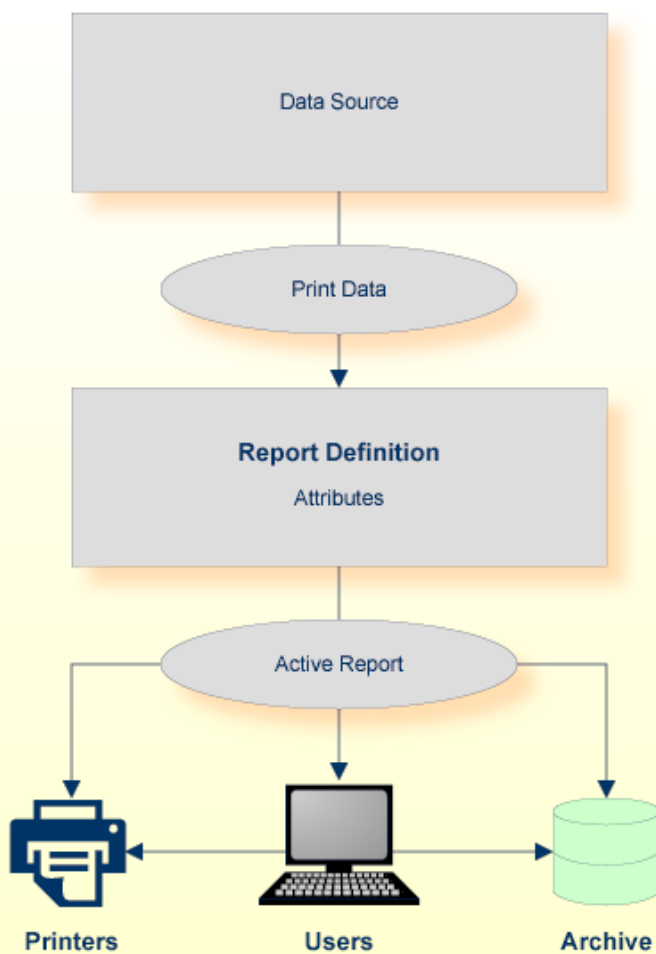 Data Source
Print Data
Report Definition
Attributes
Active Report
Printers
Users
Archive